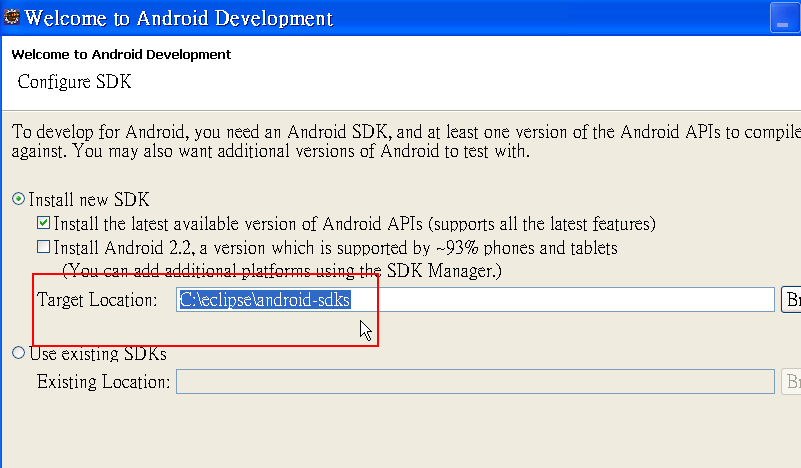 Welcome to Android Development
Welcome to Android Development
Configure SDK
To develop for Android, you need an Android SDK, and at least one version of the Android APIs to compile
against. You may also want additional versions of Android to test with.
Install new SDK
Install the latest available version of Android APIs (supports all the latest features)
Install Android 2.2, a version which is supported by ~93% phones and tablets
(You can add additional platforms using the SDK Manager.)
Target Location: C:\eclipse\android-sdks Br
Use existing SDKs
Existing Location: Br